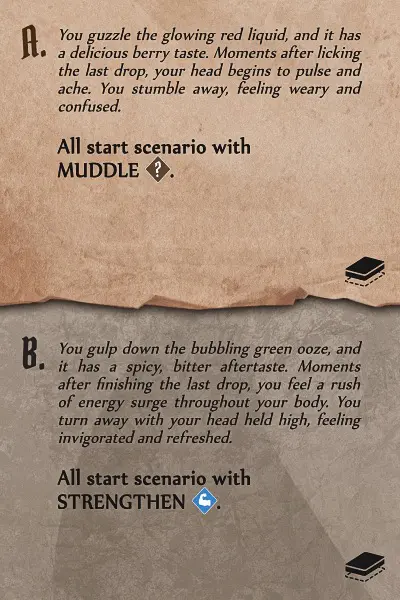 A. You guzzle the glowing red liquid, and it has
a delicious berry taste. Moments after licking
the last drop, your head begins to pulse and
ache. You stumble away, feeling weary and
confused.
All start scenario with
MUDDLE ?.
B. You gulp down the bubbling green ooze, and
it has a spicy, bitter aftertaste. Moments
after finishing the last drop, you feel a rush
of energy surge throughout your body. You
turn away with your head held high, feeling
invigorated and refreshed.
All start scenario with
STRENGTHEN .